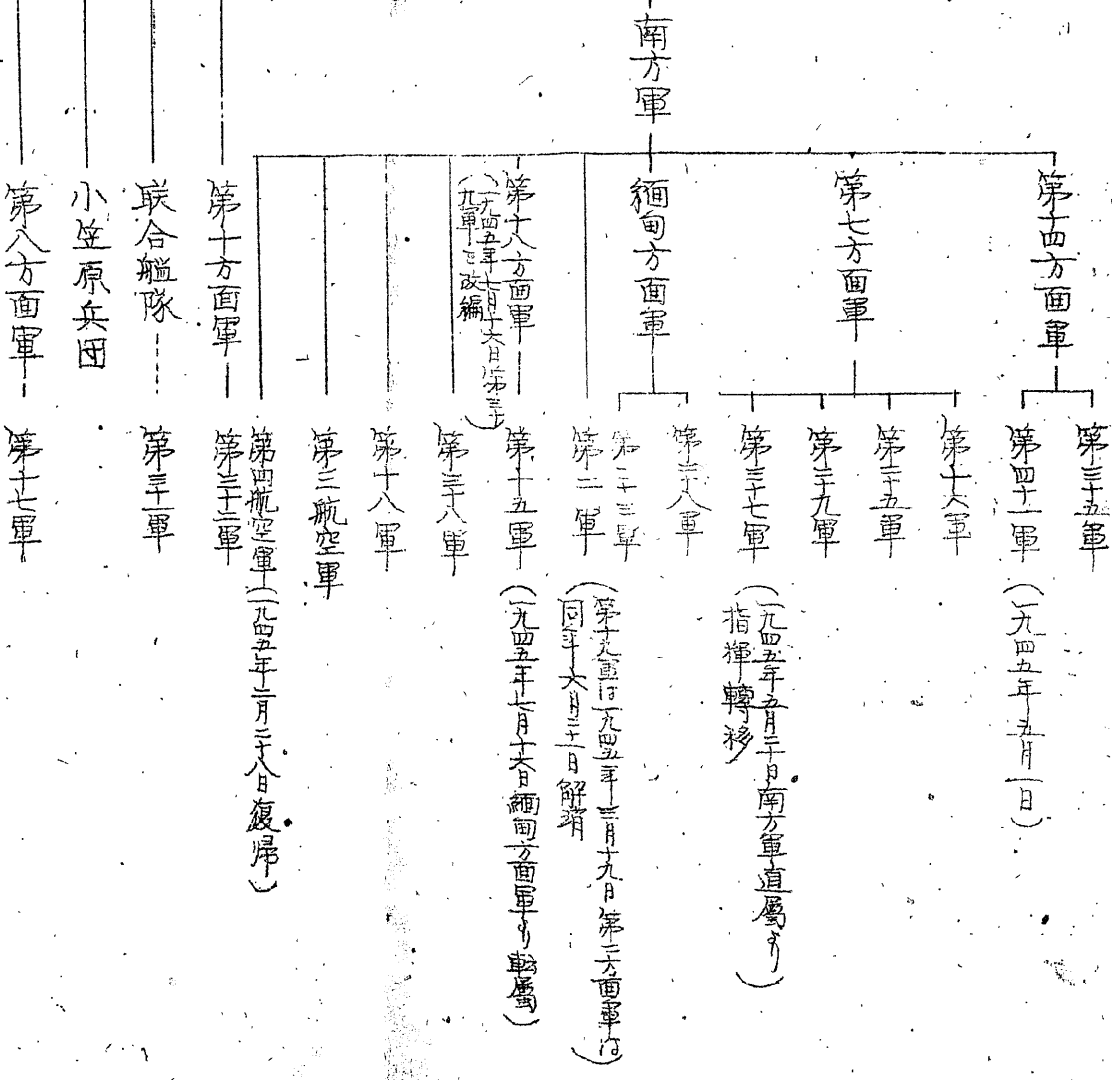 南方軍
第十四方面軍
第三十五軍
第四十一軍
(一九四五年五月一日)
第七方面軍
第十六軍
第二十五軍
第二十九軍
第三十七軍
(一九四五年五月二十日南方軍直属より
指揮轉移)
緬甸方面軍
第二十八軍
第三十三軍
第二軍
(第十九軍は一九四五年三月十九日第二方面軍は
同年六月二十一日解消)
第十八方面軍
(一九四五年七月十六日第三十
九軍を改編)
第十五軍
(一九四五年七月十六日緬甸方面軍より転属)
第三十八軍
第十八軍
第三航空軍
第四航空軍(一九四五年二月二十八日復帰)
第十方面軍
第三十二軍
联合艦隊
第三十一軍
小笠原兵团
第八方面軍
第十七軍